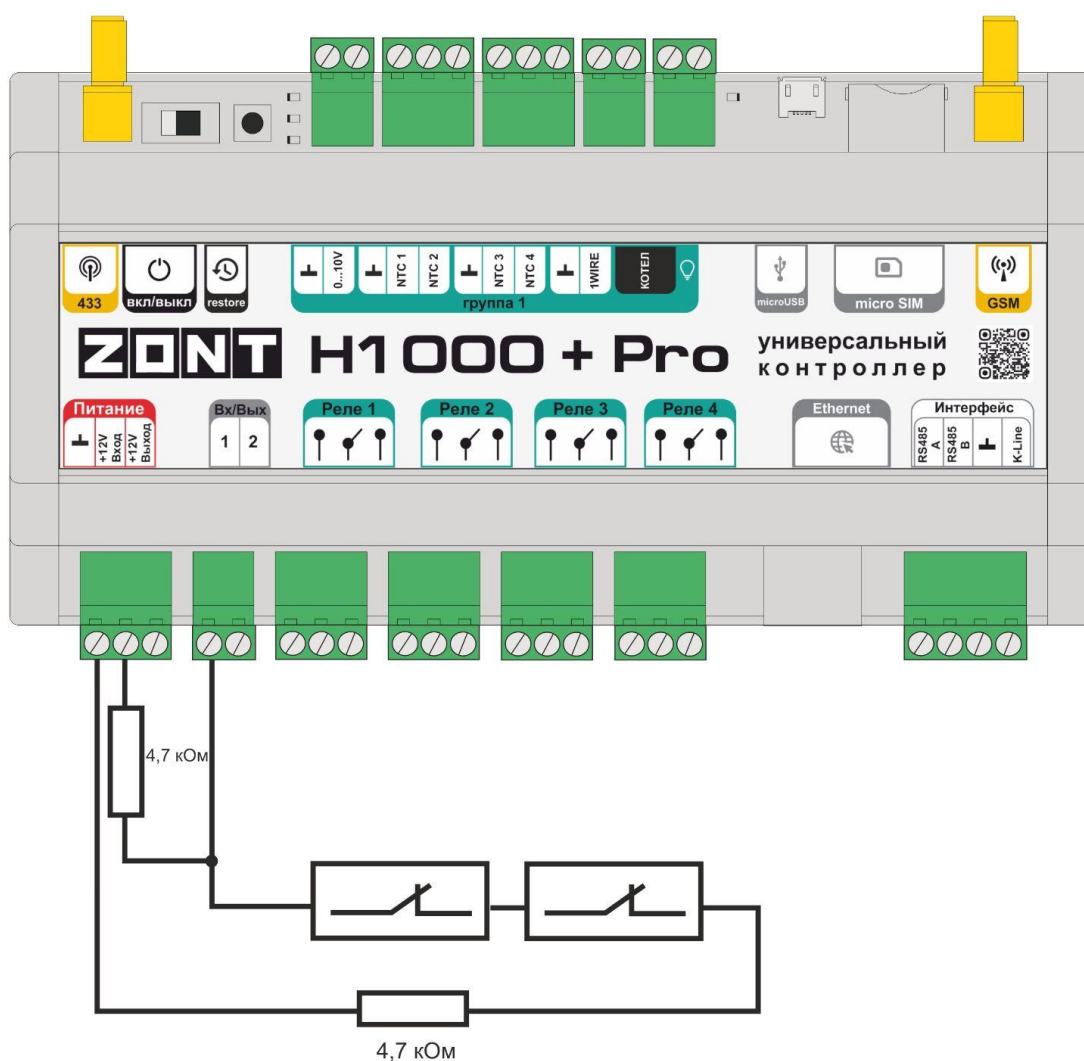 0...10V
NTC 1
NTC 2
NTC 3
NTC 4
1WIRE
КОТЕЛ
433
вкл/выкл
restore
группа 1
microUSB
micro SIM
GSM
ZONT H1000 + Pro
универсальный
контроллер
Питание
+12V
Вход
+12V
Выход
Вх/Вых
1
2
Реле 1
Реле 2
Реле 3
Реле 4
Ethernet
Интерфейс
RS485
A
RS485
B
K-Line
4,7 кОм
4,7 кОм